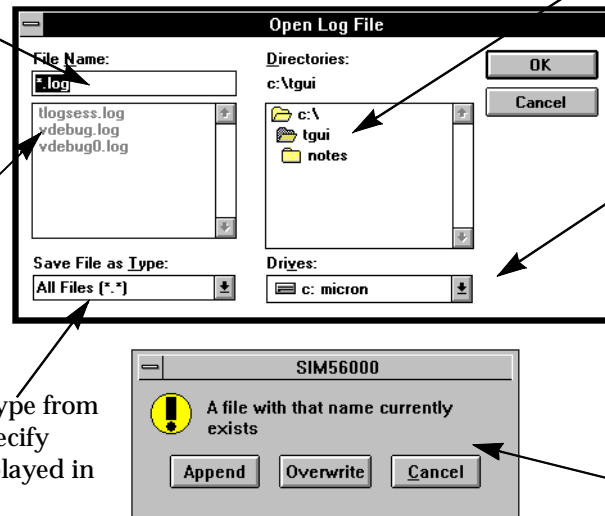 Open Log File
File Name:
*.log
tlogsess.log
vdebug.log
vdebug0.log
Directories:
c:\tgui
c:\
tgui
notes
OK
Cancel
Save File as Type:
All Files (*.*)
Drives:
c: micron
ype from
ecify
layed in
SIM56000
A file with that name currently
exists
Append
Overwrite
Cancel